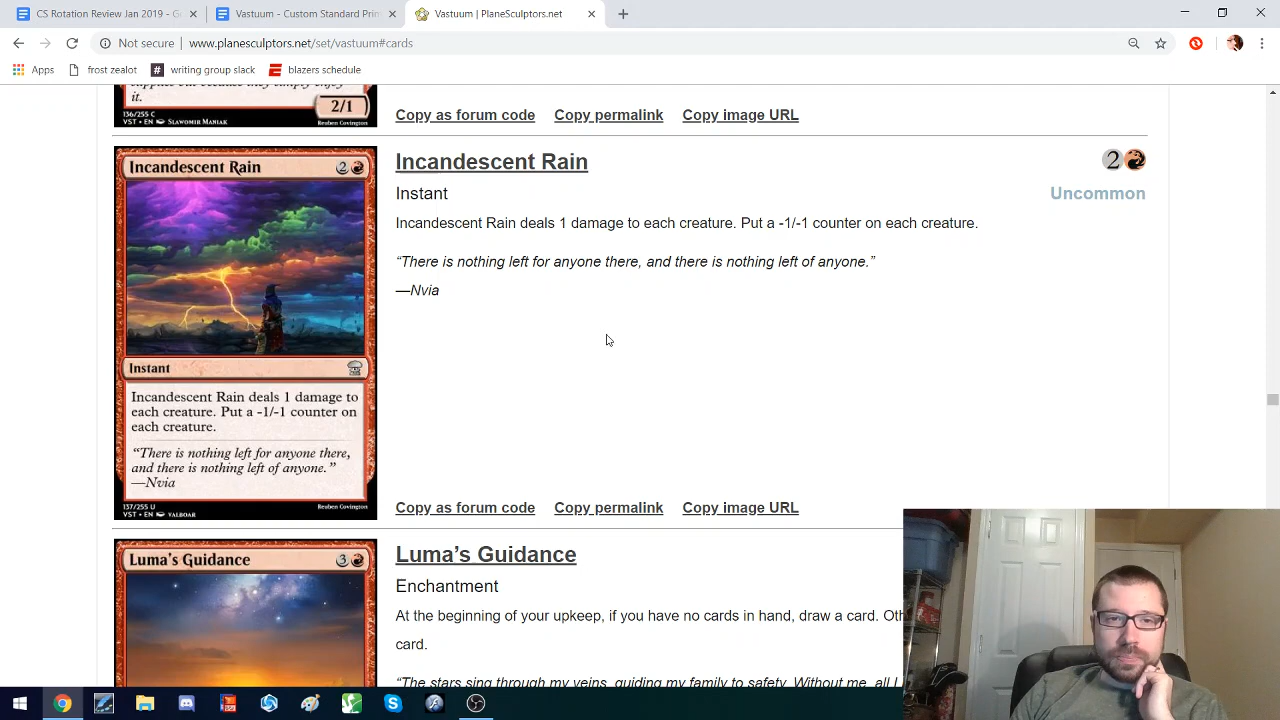 CS Rotation Review Jan 2019 - G
Vastuum - Custom Standard Prin
Vastuum | PlaneSculptors.net
Not secure | www.planesculptors.net/set/vastuum#cards
Apps frost zealot writing group slack blazers schedule
it.
2/1
136/255 C
VST • EN SLAWOMIR MANIAK
Reuben Covington
Copy as forum code Copy permalink Copy image URL
Incandescent Rain 2
Instant
Incandescent Rain deals 1 damage to
each creature. Put a -1/-1 counter on
each creature.
“There is nothing left for anyone there,
and there is nothing left of anyone.”
—Nvia
137/255 U
VST • EN VALBOAR
Reuben Covington
Incandescent Rain
2
Instant
Uncommon
Incandescent Rain deals 1 damage to each creature. Put a -1/-1 counter on each creature.
“There is nothing left for anyone there, and there is nothing left of anyone.”
—Nvia
Copy as forum code Copy permalink Copy image URL
Luma's Guidance 3
Luma’s Guidance
Enchantment
At the beginning of your upkeep, if you have no cards in hand, draw a card.
card.
“The stars sing through my veins, guiding my family to safety. Without me, all I